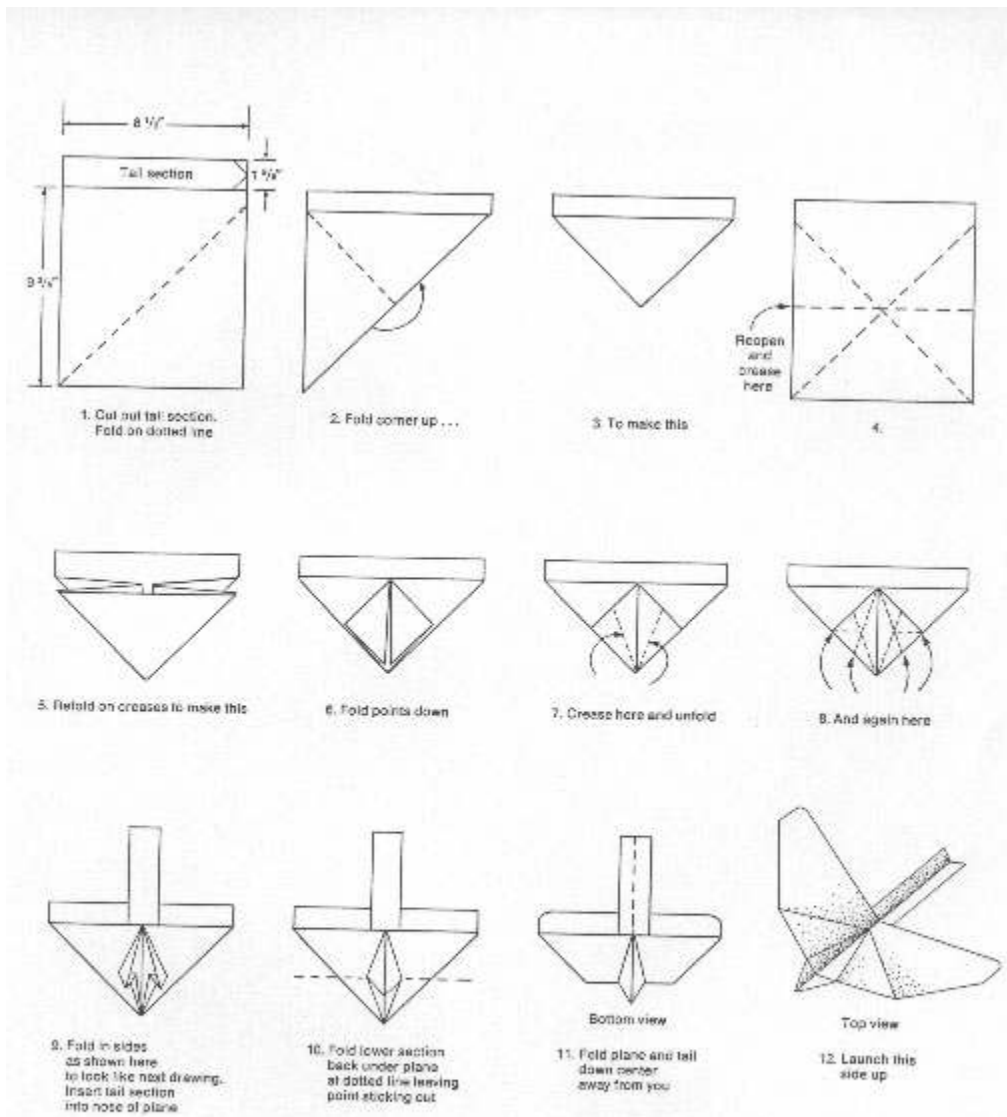 8 1/2"
Tail section
1 5/8"
9 3/8"
1. Cut out tail section.
Fold on dotted line
2. Fold corner up . . .
3. To make this
Reopen
and
crease
here
4.
5. Refold on creases to make this
6. Fold points down
7. Crease here and unfold
8. And again here
9. Fold in sides
as shown here
to look like next drawing.
Insert tail section
into nose of plane
10. Fold lower section
back under plane
at dotted line leaving
point sticking out
Bottom view
11. Fold plane and tail
down center
away from you
Top view
12. Launch this
side up